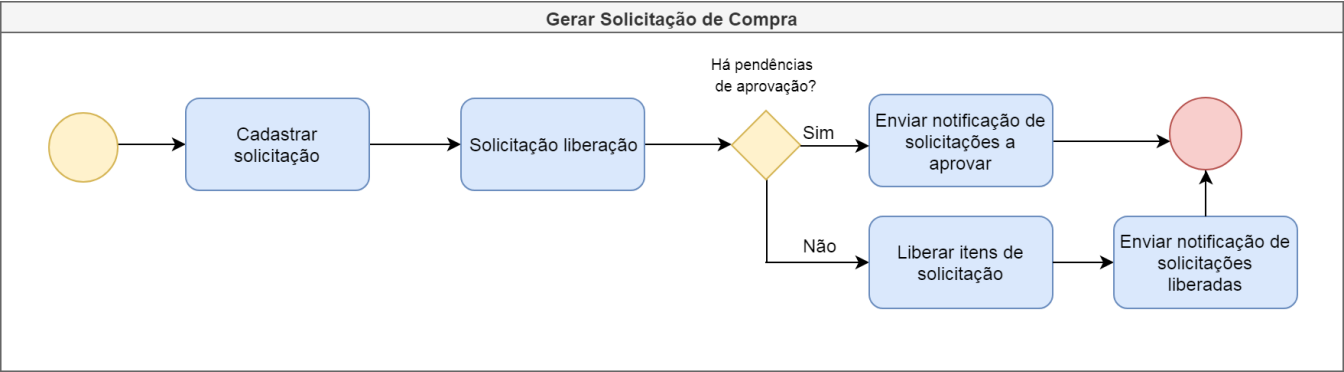 Gerar Solicitação de Compra
Há pendências
de aprovação?
Cadastrar
solicitação
Solicitação liberação
Sim
Enviar notificação de
solicitações a
aprovar
Não
Liberar itens de
solicitação
Enviar notificação de
solicitações
liberadas